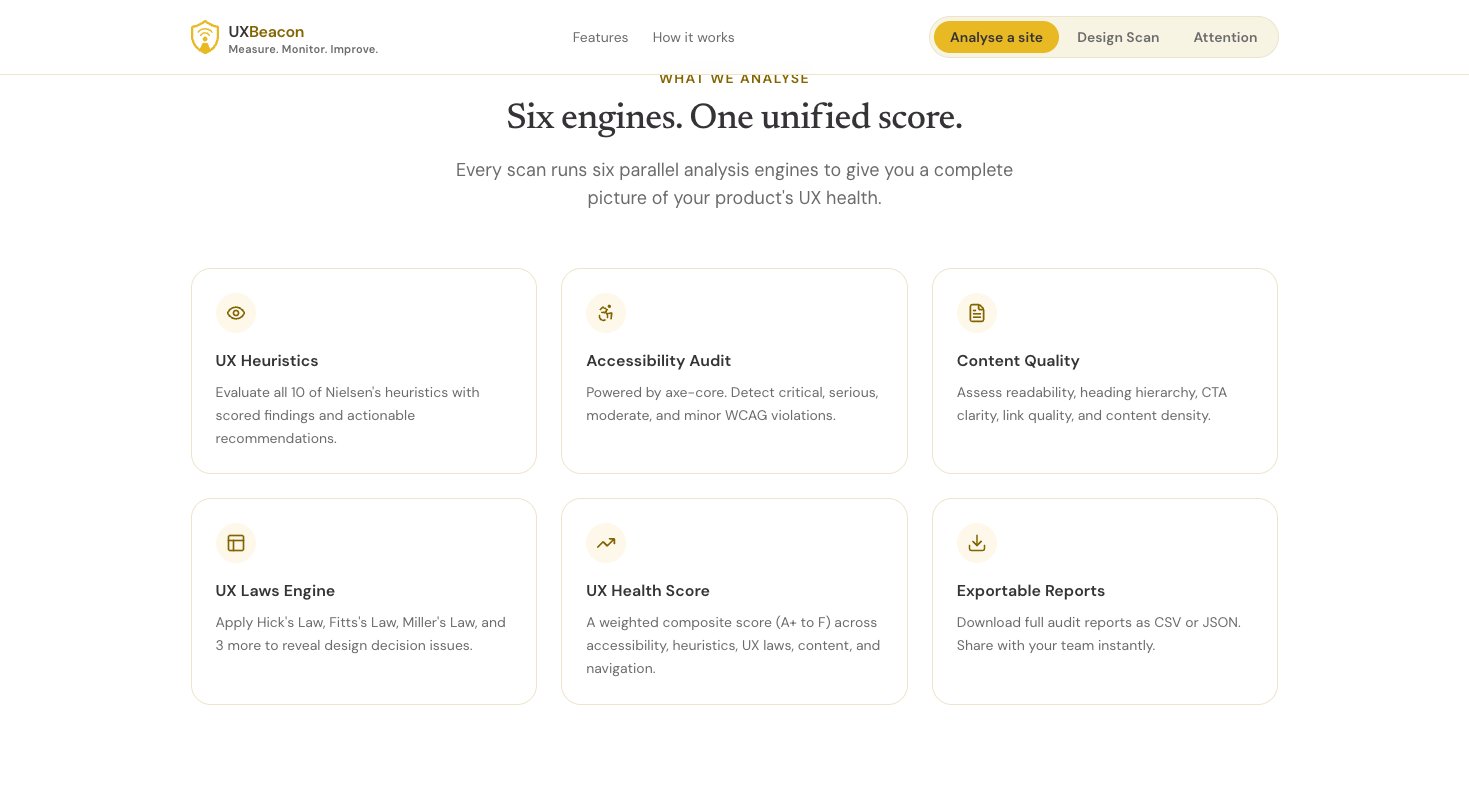 UXBeacon
Measure. Monitor. Improve.
Features
How it works
Analyse a site
Design Scan
Attention
WHAT WE ANALYSE
Six engines. One unified score.
Every scan runs six parallel analysis engines to give you a complete
picture of your product's UX health.
UX Heuristics
Evaluate all 10 of Nielsen's heuristics with
scored findings and actionable
recommendations.
Accessibility Audit
Powered by axe-core. Detect critical, serious,
moderate, and minor WCAG violations.
Content Quality
Assess readability, heading hierarchy, CTA
clarity, link quality, and content density.
UX Laws Engine
Apply Hick's Law, Fitts's Law, Miller's Law, and
3 more to reveal design decision issues.
UX Health Score
A weighted composite score (A+ to F) across
accessibility, heuristics, UX laws, content, and
navigation.
Exportable Reports
Download full audit reports as CSV or JSON.
Share with your team instantly.